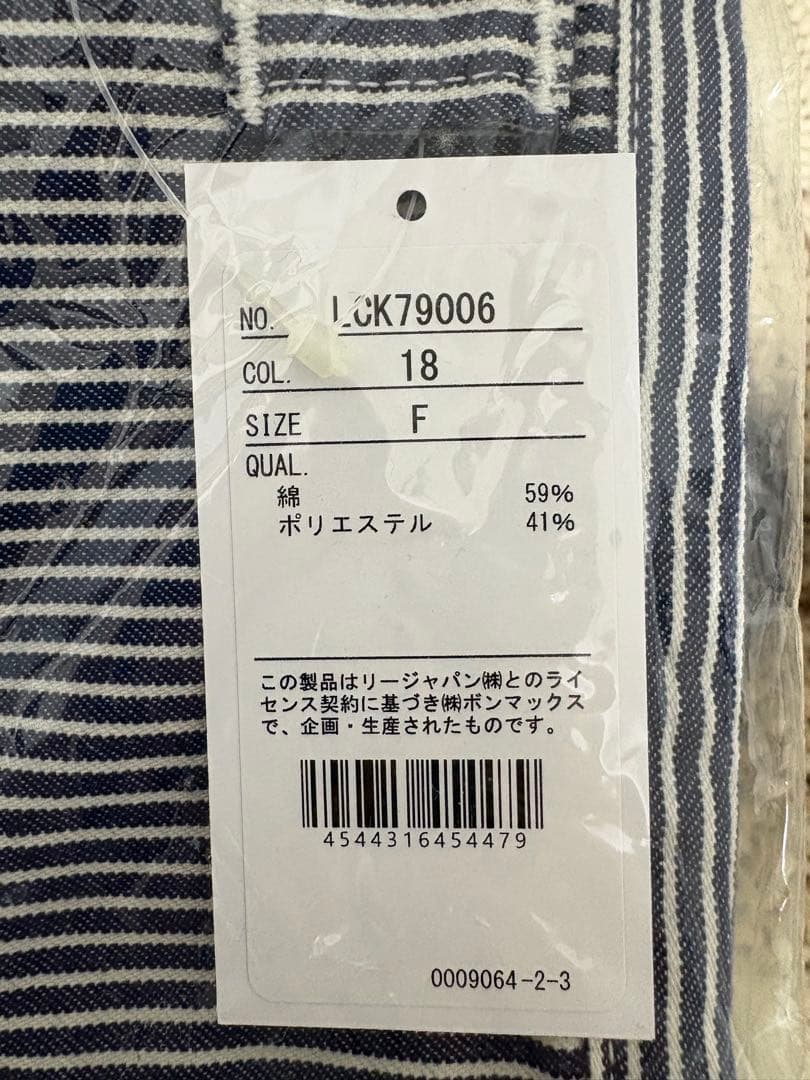 NO. LCK79006
COL. 18
SIZE F
QUAL.
綿 59%
ポリエステル 41%
この製品はリージャパン㈱とのライ
センス契約に基づき㈱ボンマックス
で、企画・生産されたものです。
4544316454479
0009064-2-3